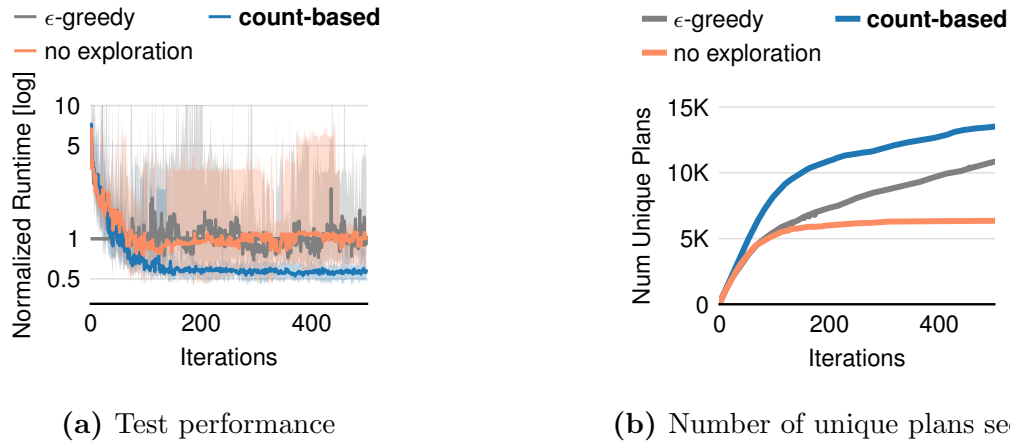 ϵ-greedy count-based
no exploration
Normalized Runtime [log]
10
5
1
0.5
0 200 400
Iterations
(a) Test performance
ϵ-greedy count-based
no exploration
Num Unique Plans
15K
10K
5K
0
0 200 400
Iterations
(b) Number of unique plans see